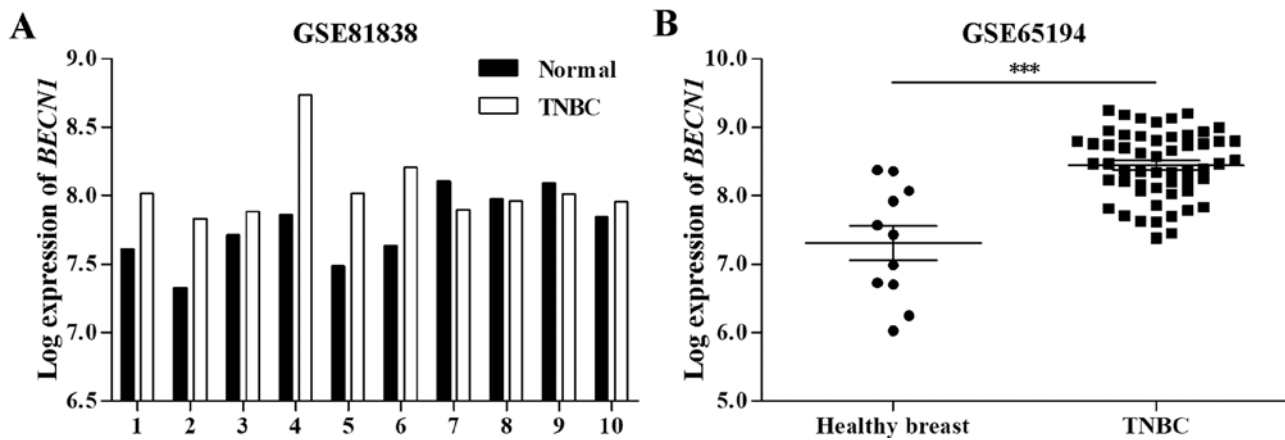 A
GSE81838
Log expression of BECN1
9.0
8.5
8.0
7.5
7.0
6.5
Normal
TNBC
1 2 3 4 5 6 7 8 9 10
B
GSE65194
Log expression of BECN1
10.0
9.0
8.0
7.0
6.0
5.0
***
Healthy breast TNBC